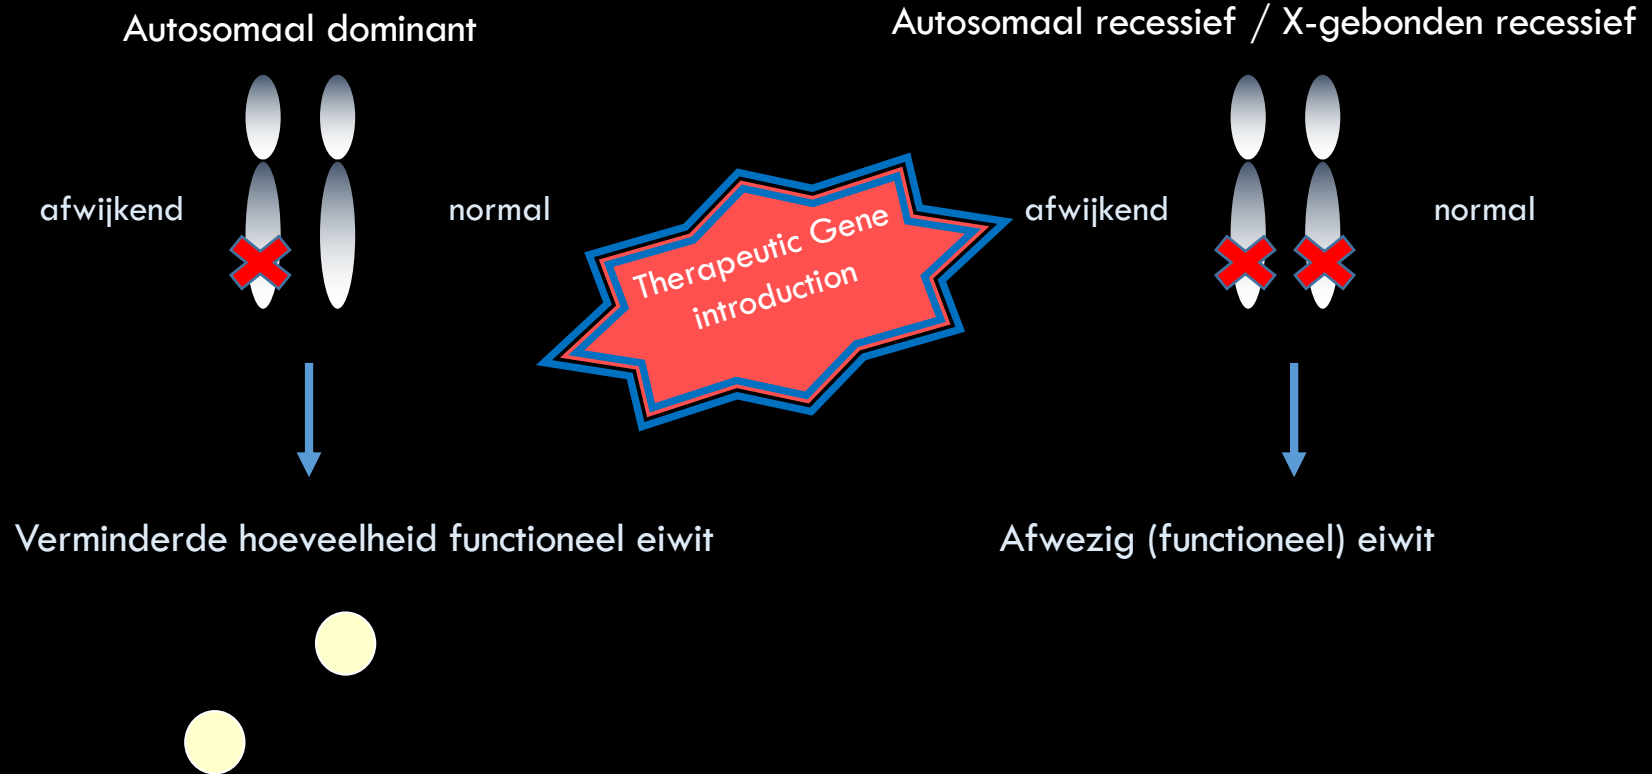 Autosomaal dominant
Autosomaal recessief / X-gebonden recessief
afwijkend
normal
Therapeutic Gene
introduction
afwijkend
normal
Verminderde hoeveelheid functioneel eiwit
Afwezig (functioneel) eiwit